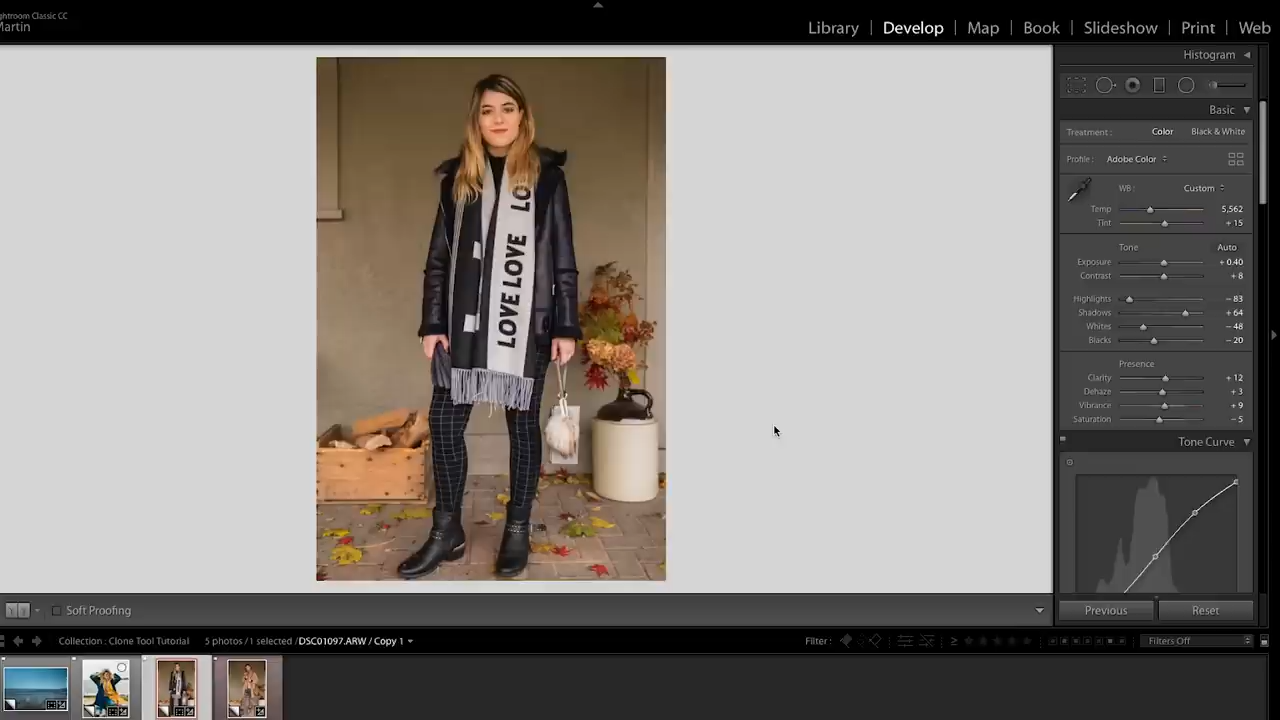 ghtroom Classic CC
Martin
Library | Develop | Map | Book | Slideshow | Print | Web
Histogram
Basic
Treatment : Color Black & White
Profile : Adobe Color
WB : Custom
Temp 5,562
Tint + 15
Tone Auto
Exposure + 0.40
Contrast + 8
Highlights − 83
Shadows + 64
Whites − 48
Blacks − 20
Presence
Clarity + 12
Dehaze + 3
Vibrance + 9
Saturation − 5
Tone Curve
LO
LOVE LOVE
Soft Proofing
Previous Reset
Collection : Clone Tool Tutorial 5 photos / 1 selected / DSC01097.ARW / Copy 1 Filter : Filters Off